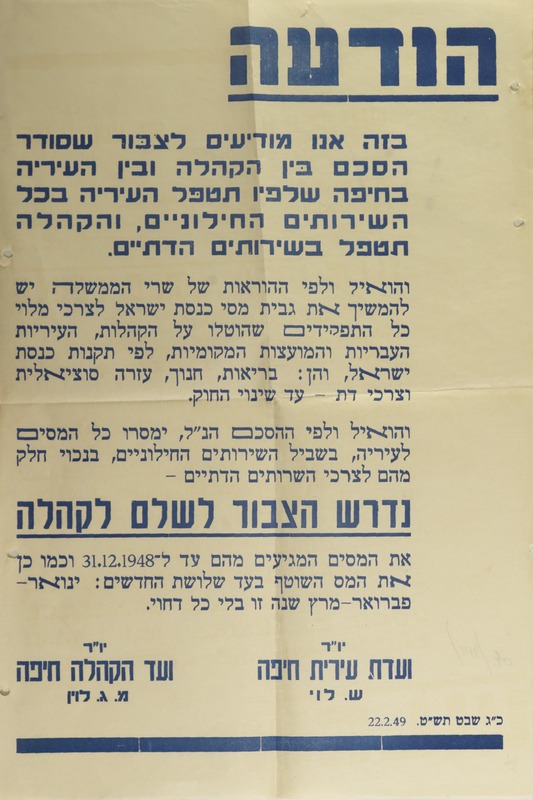 הודעה
בזה אנו מודיעים לצבור שסודר
הסכם בין הקהלה ובין העיריה
בחיפה שלפיו תטפל העיריה בכל
השירותים החילוניים, והקהלה
תטפל בשירותים הדתיים.
והואיל ולפי ההוראות של שרי הממשלה יש
להמשיך את גבית מסי כנסת ישראל לצרכי מלוי
כל התפקידים שהוטלו על הקהלות, העיריות
העבריות והמועצות המקומיות, לפי תקנות כנסת
ישראל, והן: בריאות, חנוך, עזרה סוציאלית
וצרכי דת – עד שינוי החוק.
והואיל ולפי ההסכם הנ"ל, ימסרו כל המסים
לעיריה, בשביל השירותים החילוניים, בנכוי חלק
מהם לצרכי השרותים הדתיים –
נדרש הצבור לשלם לקהלה
את המסים המגיעים מהם עד ל־31.12.1948 וכמו כן
את המס השוטף בעד שלושת החדשים: ינואר–
פברואר–מרץ שנה זו בלי כל דחוי.
יו"ר
ועדת עירית חיפה
ש. לוי
יו"ר
ועד הקהלה חיפה
מ. ג. לוין
כ"ג שבט תש"ט. 22.2.49